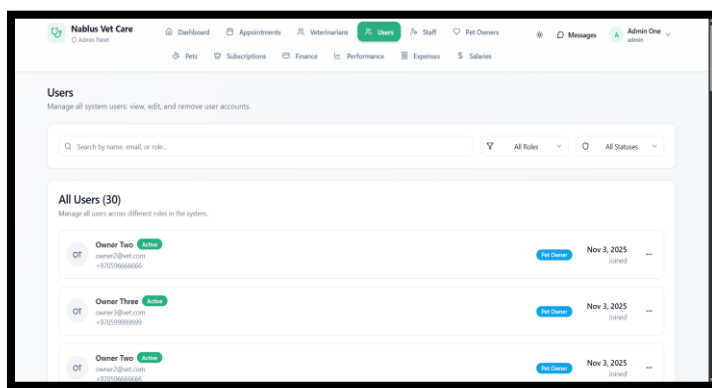 Nablus Vet Care
Admin Panel
Dashboard Appointments Veterinarians Users Staff Pet Owners
Messages
A Admin One
admin
Pets Subscriptions Finance Performance Expenses $ Salaries
Users
Manage all system users: view, edit, and remove user accounts.
Search by name, email, or role...
All Roles
All Statuses
All Users (30)
Manage all users across different roles in the system.
OT
Owner Two Active
owner2@vet.com
+970596666666
Pet Owner
Nov 3, 2025
Joined
...
OT
Owner Three Active
owner3@vet.com
+970599999999
Pet Owner
Nov 3, 2025
Joined
...
OT
Owner Two Active
owner2@vet.com
+970596666666
Pet Owner
Nov 3, 2025
Joined
...